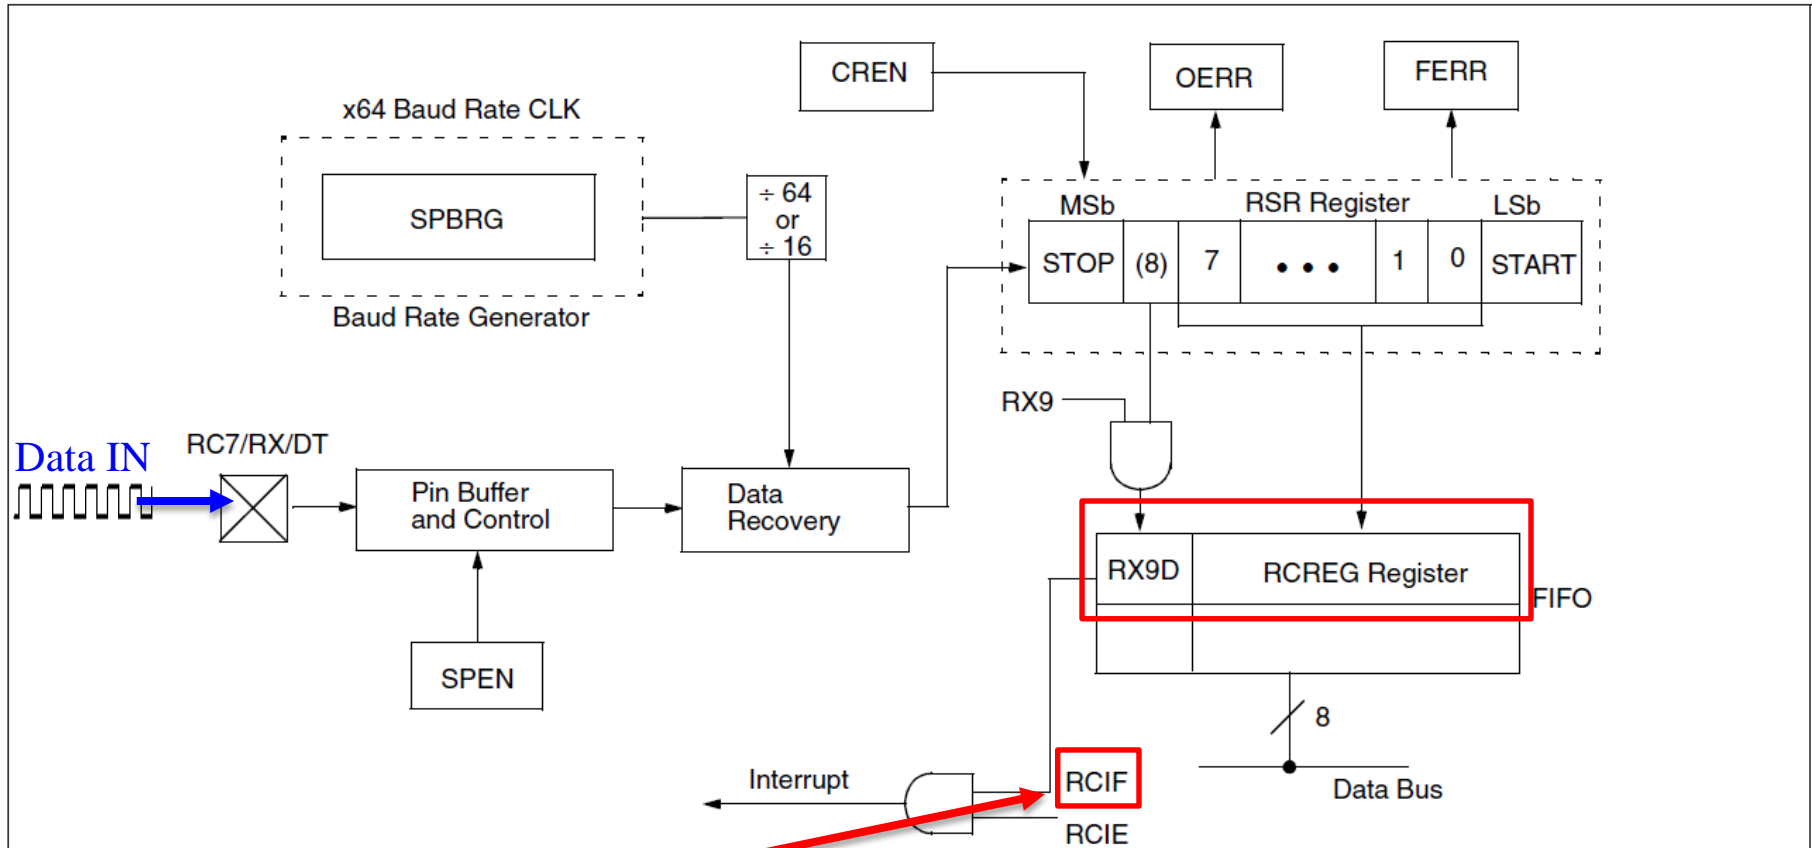 CREN
OERR
FERR
x64 Baud Rate CLK
SPBRG
÷ 64
or
÷ 16
Baud Rate Generator
MSb
RSR Register
LSb
STOP
(8)
7
• • •
1
0
START
RX9
Data IN
RC7/RX/DT
Pin Buffer
and Control
Data
Recovery
SPEN
RX9D
RCREG Register
FIFO
8
Data Bus
Interrupt
RCIF
RCIE